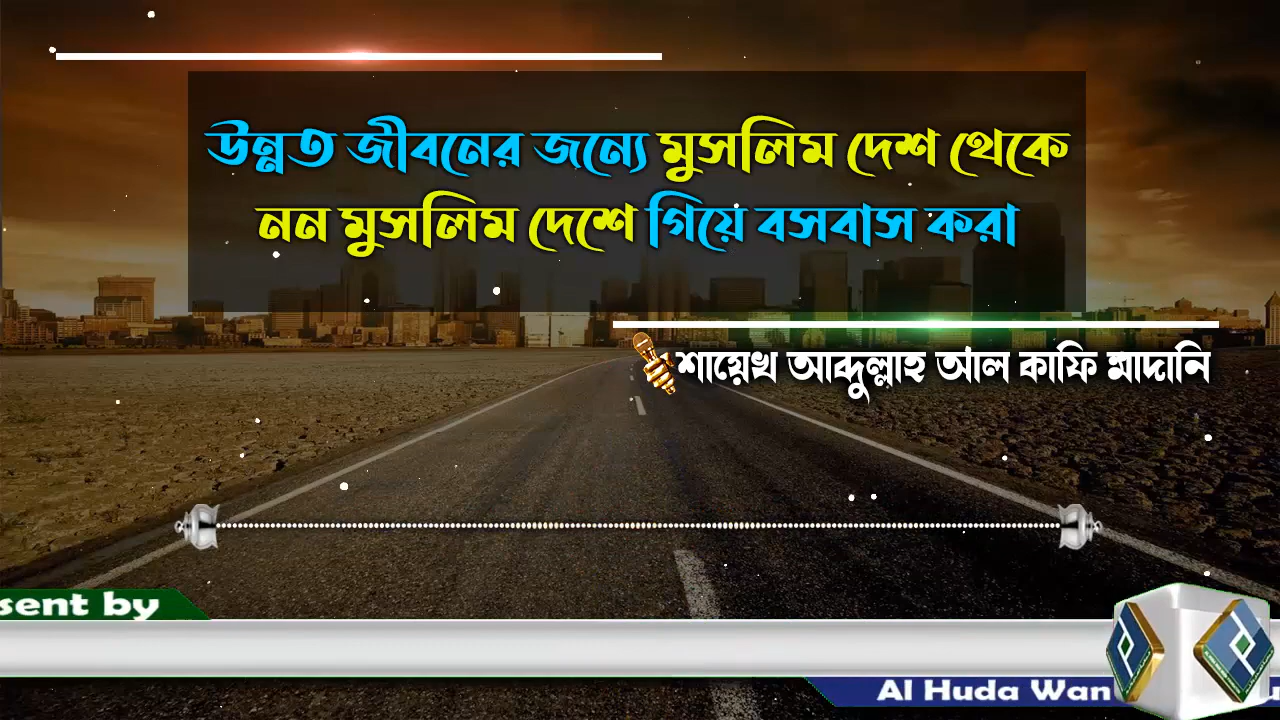 উন্নত জীবনের জন্যে মুসলিম দেশ থেকে
নন মুসলিম দেশে গিয়ে বসবাস করা
শায়েখ আব্দুল্লাহ আল কাফি মাদানি
sent by
Al Huda Wan